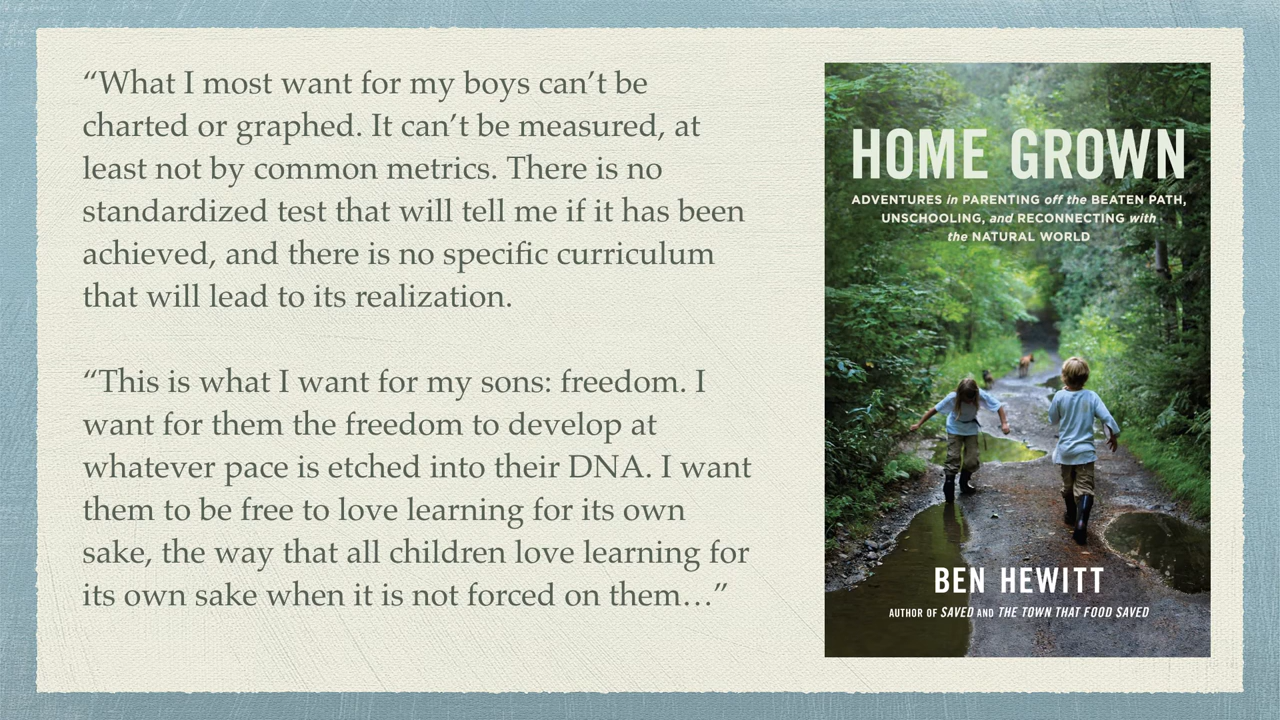 “What I most want for my boys can’t be
charted or graphed. It can’t be measured, at
least not by common metrics. There is no
standardized test that will tell me if it has been
achieved, and there is no specific curriculum
that will lead to its realization.
“This is what I want for my sons: freedom. I
want for them the freedom to develop at
whatever pace is etched into their DNA. I want
them to be free to love learning for its own
sake, the way that all children love learning for
its own sake when it is not forced on them…”
HOME GROWN
ADVENTURES in PARENTING off the BEATEN PATH,
UNSCHOOLING, and RECONNECTING with
the NATURAL WORLD
BEN HEWITT
AUTHOR OF SAVED AND THE TOWN THAT FOOD SAVED